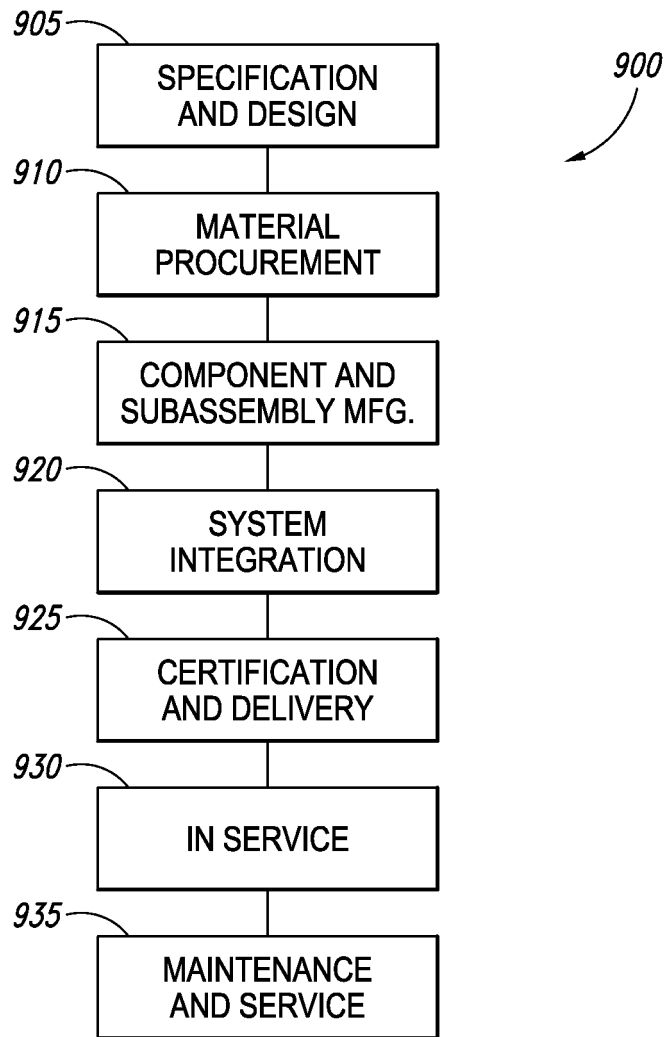 905
SPECIFICATION
AND DESIGN
900
910
MATERIAL
PROCUREMENT
915
COMPONENT AND
SUBASSEMBLY MFG.
920
SYSTEM
INTEGRATION
925
CERTIFICATION
AND DELIVERY
930
IN SERVICE
935
MAINTENANCE
AND SERVICE